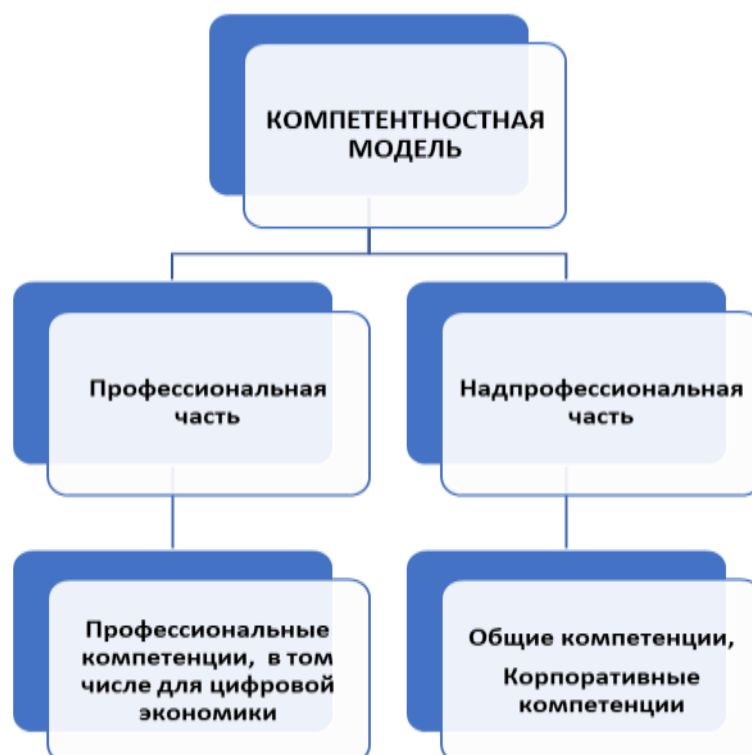 КОМПЕТЕНТНОСТНАЯ
МОДЕЛЬ
Профессиональная
часть
Надпрофессиональная
часть
Профессиональные
компетенции, в том
числе для цифровой
экономики
Общие компетенции,
Корпоративные
компетенции